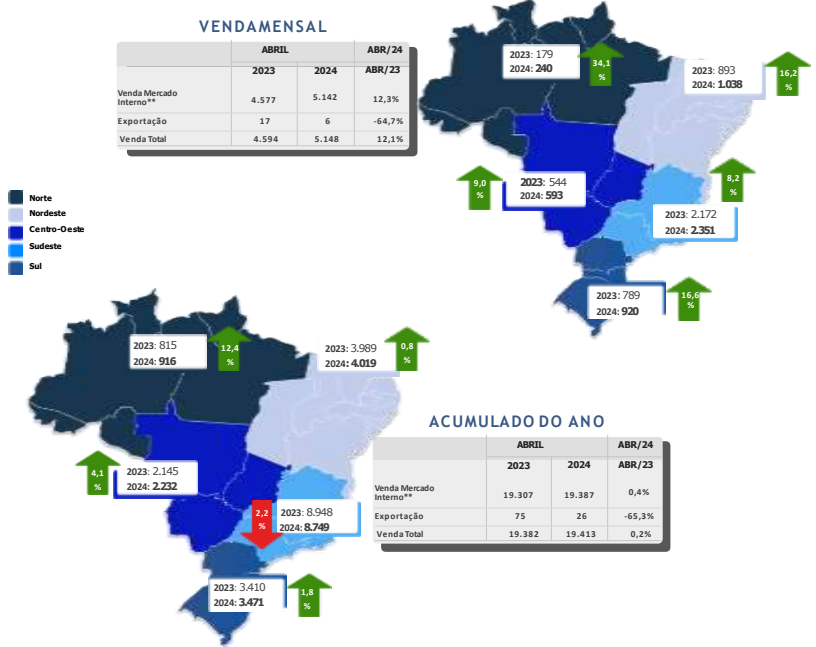 VENDAMENSAL
ABRIL ABR/24
2023 2024 ABR/23
Venda Mercado
Interno** 4.577 5.142 12,3%
Exportação 17 6 -64,7%
Venda Total 4.594 5.148 12,1%
2023: 179
2024: 240
34,1
%
2023: 893
2024: 1.038
16,2
%
9,0
%
2023: 544
2024: 593
8,2
%
2023: 2.172
2024: 2.351
2023: 789
2024: 920
16,6
%
Norte
Nordeste
Centro-Oeste
Sudeste
Sul
2023: 815
2024: 916
12,4
%
2023: 3.989
2024: 4.019
0,8
%
4,1
%
2023: 2.145
2024: 2.232
2,2
%
2023: 8.948
2024: 8.749
2023: 3.410
2024: 3.471
1,8
%
ACUMULADO DO ANO
ABRIL ABR/24
2023 2024 ABR/23
Venda Mercado
Interno** 19.307 19.387 0,4%
Exportação 75 26 -65,3%
Venda Total 19.382 19.413 0,2%